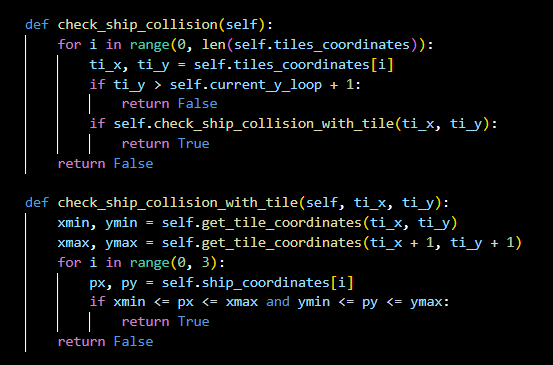 def check_ship_collision(self):
    for i in range(0, len(self.tiles_coordinates)):
        ti_x, ti_y = self.tiles_coordinates[i]
        if ti_y > self.current_y_loop + 1:
            return False
        if self.check_ship_collision_with_tile(ti_x, ti_y):
            return True
    return False

def check_ship_collision_with_tile(self, ti_x, ti_y):
    xmin, ymin = self.get_tile_coordinates(ti_x, ti_y)
    xmax, ymax = self.get_tile_coordinates(ti_x + 1, ti_y + 1)
    for i in range(0, 3):
        px, py = self.ship_coordinates[i]
        if xmin <= px <= xmax and ymin <= py <= ymax:
            return True
    return False